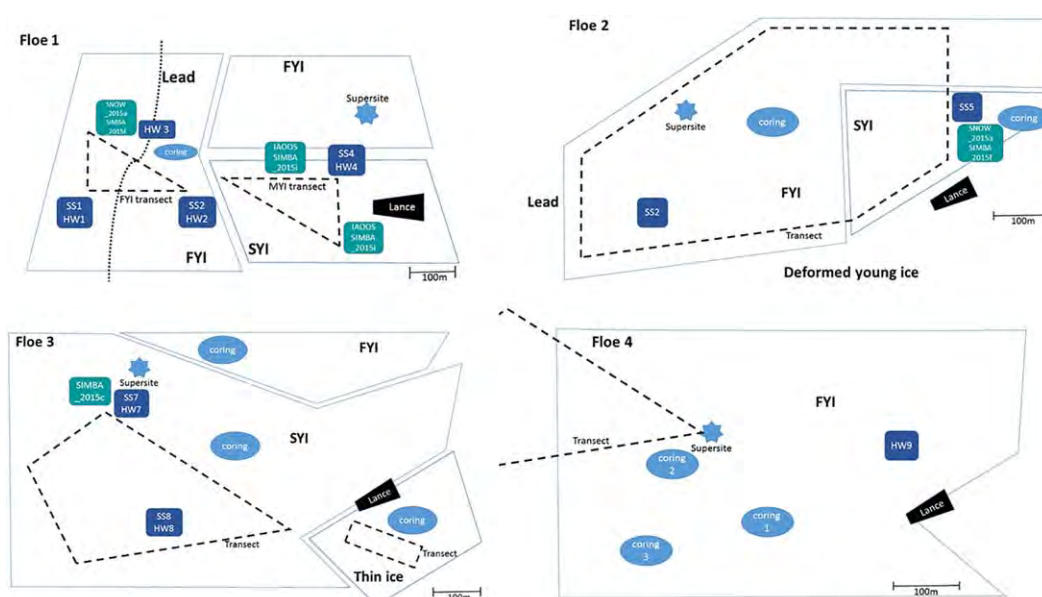 Floe 1
Lead
FYI
Supersite
SNOW
_2015a
SIMBA
_2015f
HW 3
coring
FYI transect
SS1
HW1
SS2
HW2
FYI
IAOOS
SIMBA
_2015i
SS4
HW4
MYI transect
Lance
IAOOS
SIMBA
_2015i
SYI
100m
Floe 2
Supersite
coring
SYI
SS5
coring
SNOW
_2015a
SIMBA
_2015f
Lance
SS2
FYI
Lead
Transect
100m
Deformed young ice
Floe 3
coring
FYI
Supersite
SIMBA
_2015c
SS7
HW7
coring
SYI
Lance
coring
SS8
HW8
Transect
Transect
Thin ice
100m
Floe 4
FYI
Transect
Supersite
HW9
coring
2
Lance
coring
1
coring
3
100m